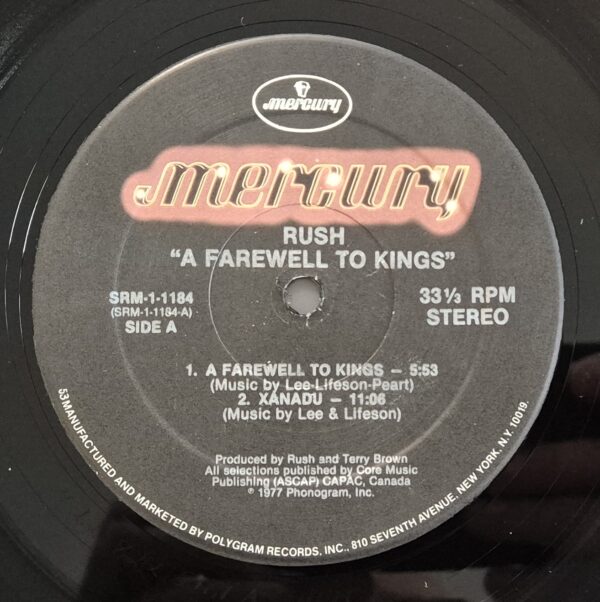 mercury
mercury
RUSH
“A FAREWELL TO KINGS”
SRM-1-1184
(SRM-1-1184-A)
SIDE A
33⅓ RPM
STEREO
1. A FAREWELL TO KINGS – 5:53
(Music by Lee-Lifeson-Peart)
2. XANADU – 11:06
(Music by Lee & Lifeson)
Produced by Rush and Terry Brown
All selections published by Core Music
Publishing (ASCAP) CAPAC, Canada
℗ 1977 Phonogram, Inc.
53 MANUFACTURED AND MARKETED BY POLYGRAM RECORDS, INC., 810 SEVENTH AVENUE, NEW YORK, N.Y. 10019.